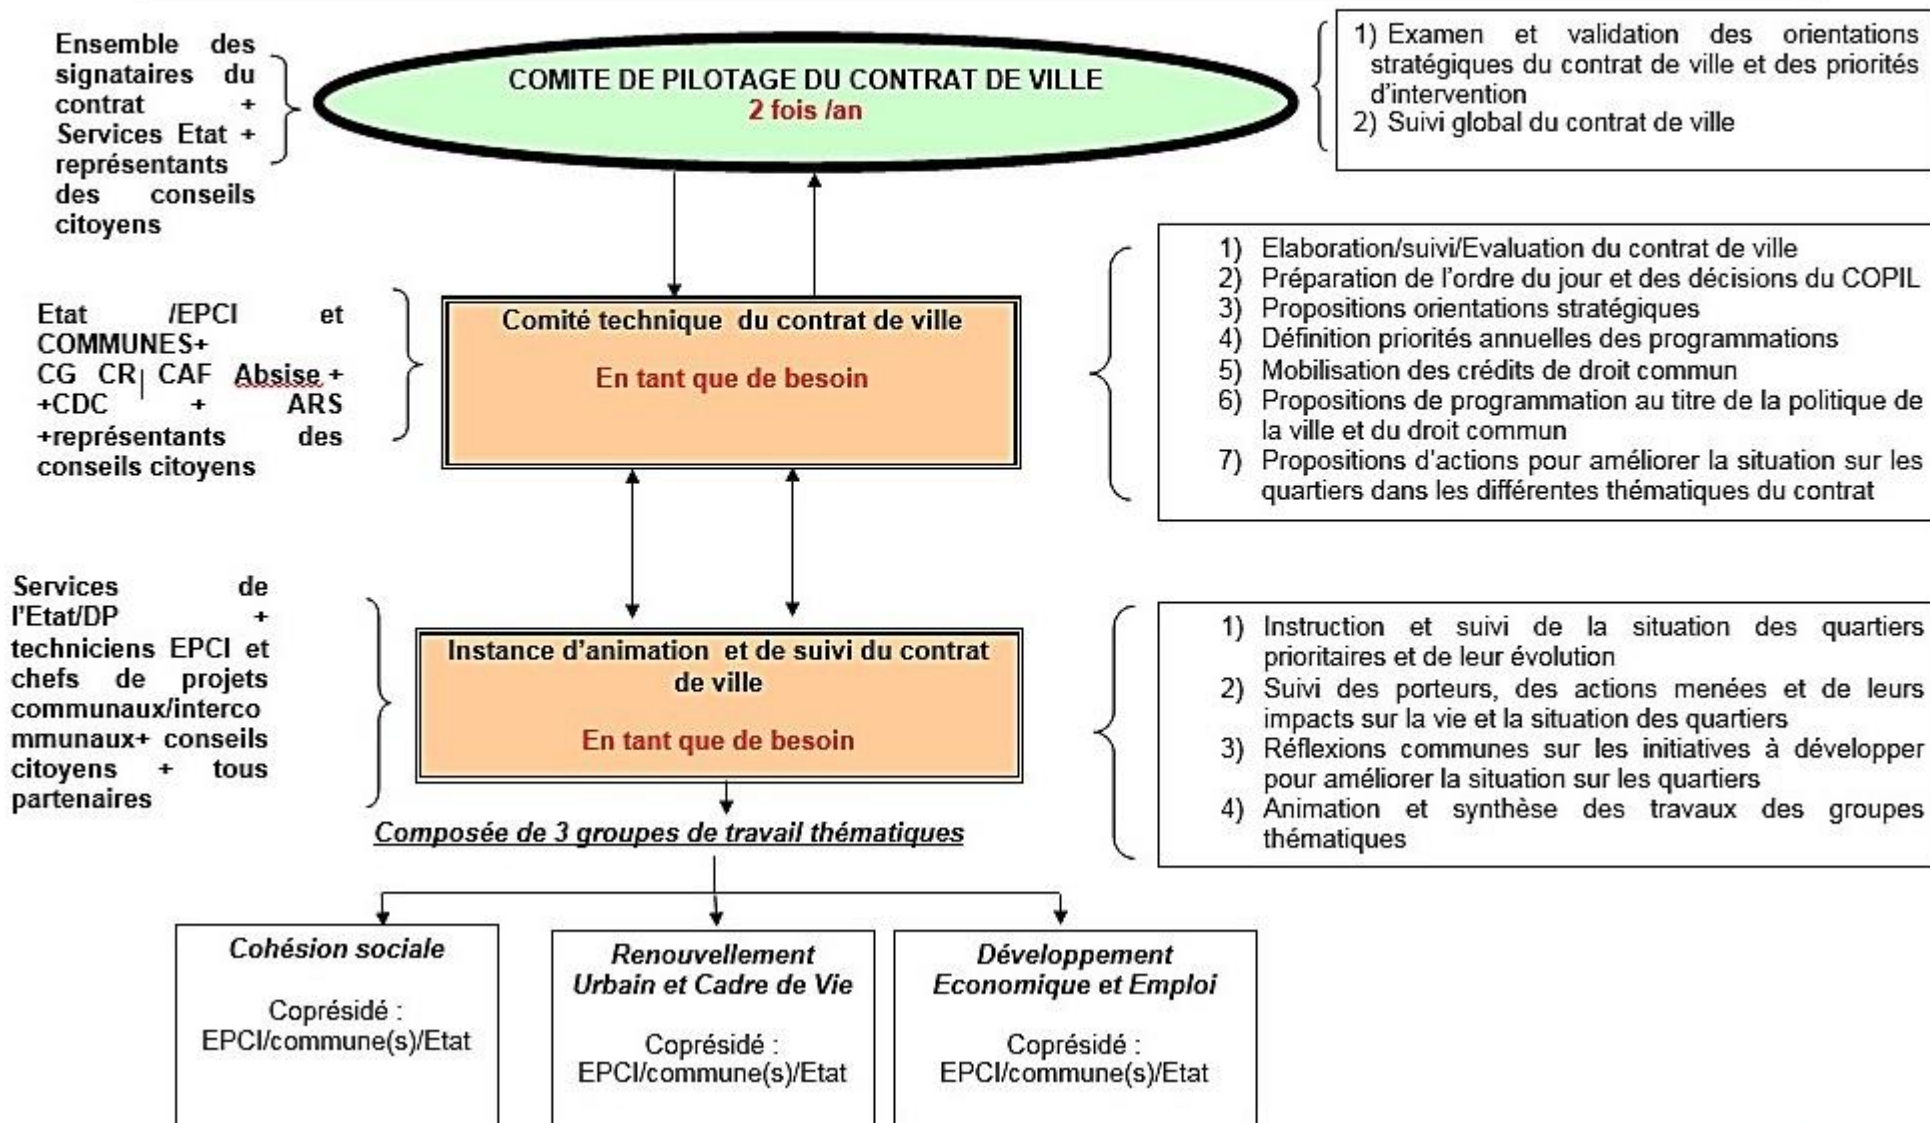 Ensemble des
signataires du
contrat +
Services Etat +
représentants
des conseils
citoyens
COMITE DE PILOTAGE DU CONTRAT DE VILLE
2 fois /an
1) Examen et validation des orientations
stratégiques du contrat de ville et des priorités
d'intervention
2) Suivi global du contrat de ville
Etat /EPCI et
COMMUNES+
CG CR| CAF Absise +
+CDC + ARS
+représentants des
conseils citoyens
Comité technique du contrat de ville
En tant que de besoin
1) Elaboration/suivi/Evaluation du contrat de ville
2) Préparation de l'ordre du jour et des décisions du COPIL
3) Propositions orientations stratégiques
4) Définition priorités annuelles des programmations
5) Mobilisation des crédits de droit commun
6) Propositions de programmation au titre de la politique de
la ville et du droit commun
7) Propositions d'actions pour améliorer la situation sur les
quartiers dans les différentes thématiques du contrat
Services de
l'Etat/DP +
techniciens EPCI et
chefs de projets
communaux/interco
mmunaux+ conseils
citoyens + tous
partenaires
Instance d'animation et de suivi du contrat
de ville
En tant que de besoin
1) Instruction et suivi de la situation des quartiers
prioritaires et de leur évolution
2) Suivi des porteurs, des actions menées et de leurs
impacts sur la vie et la situation des quartiers
3) Réflexions communes sur les initiatives à développer
pour améliorer la situation sur les quartiers
4) Animation et synthèse des travaux des groupes
thématiques
Composée de 3 groupes de travail thématiques
Cohésion sociale
Coprésidé :
EPCI/commune(s)/Etat
Renouvellement
Urbain et Cadre de Vie
Coprésidé :
EPCI/commune(s)/Etat
Développement
Economique et Emploi
Coprésidé :
EPCI/commune(s)/Etat